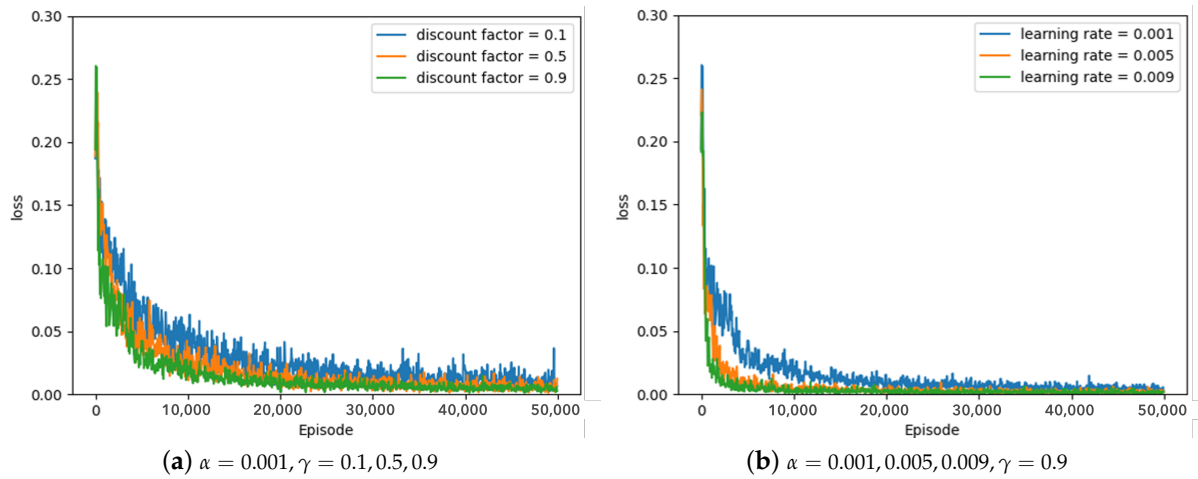 0.30
0.25
0.20
0.15
0.10
0.05
0.00
loss
discount factor = 0.1
discount factor = 0.5
discount factor = 0.9
0 10,000 20,000 30,000 40,000 50,000
Episode
(a) α = 0.001, γ = 0.1, 0.5, 0.9
0.30
0.25
0.20
0.15
0.10
0.05
0.00
loss
learning rate = 0.001
learning rate = 0.005
learning rate = 0.009
0 10,000 20,000 30,000 40,000 50,000
Episode
(b) α = 0.001, 0.005, 0.009, γ = 0.9